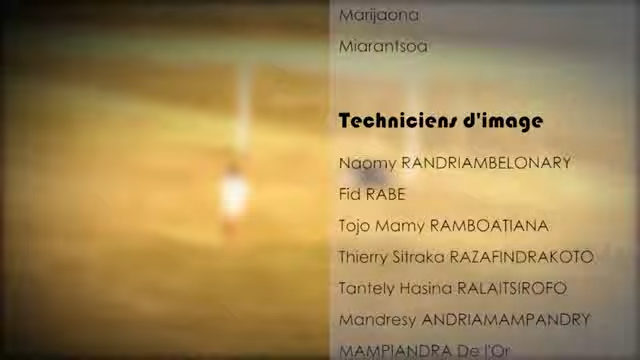 Marijaona
Miarantsoa
Techniciens d'image
Naomy RANDRIAMBELONARY
Fid RABE
Tojo Mamy RAMBOATIANA
Thierry Sitraka RAZAFINDRAKOTO
Tantely Hasina RALAITSIROFO
Mandresy ANDRIAMAMPANDRY
MAMPIANDRA De l'Or